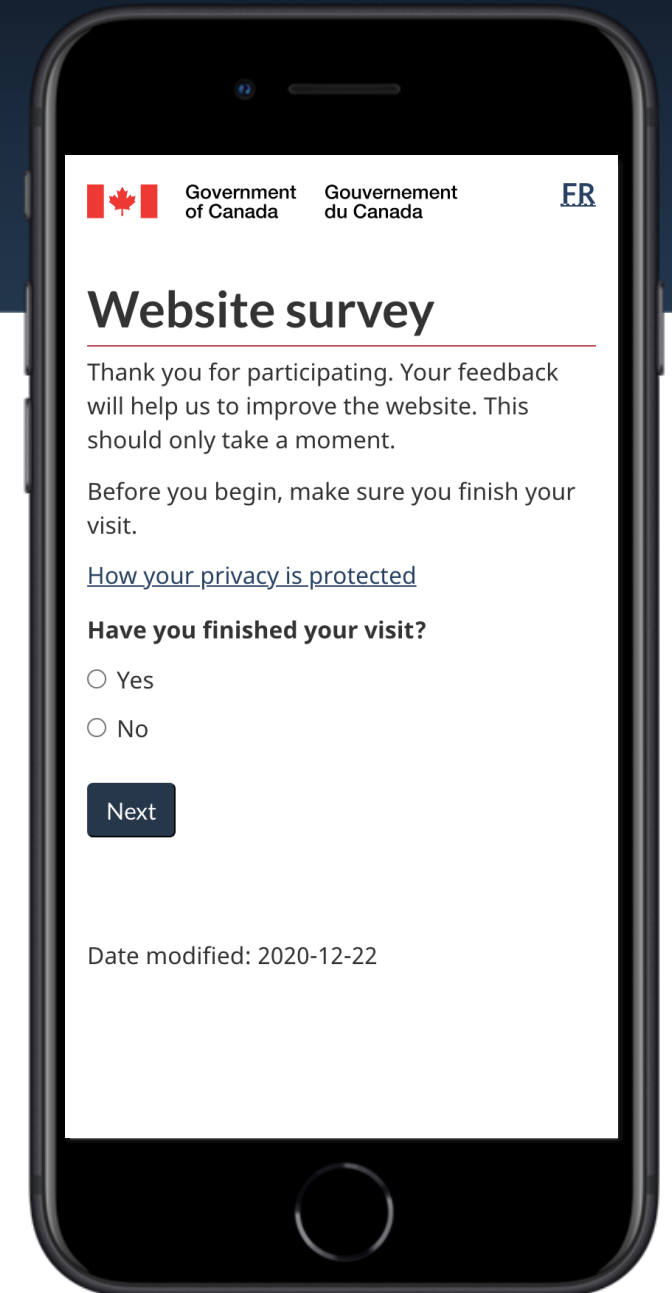 Government of Canada
Gouvernement du Canada
FR
Website survey
Thank you for participating. Your feedback
will help us to improve the website. This
should only take a moment.
Before you begin, make sure you finish your
visit.
How your privacy is protected
Have you finished your visit?
Yes
No
Next
Date modified: 2020-12-22